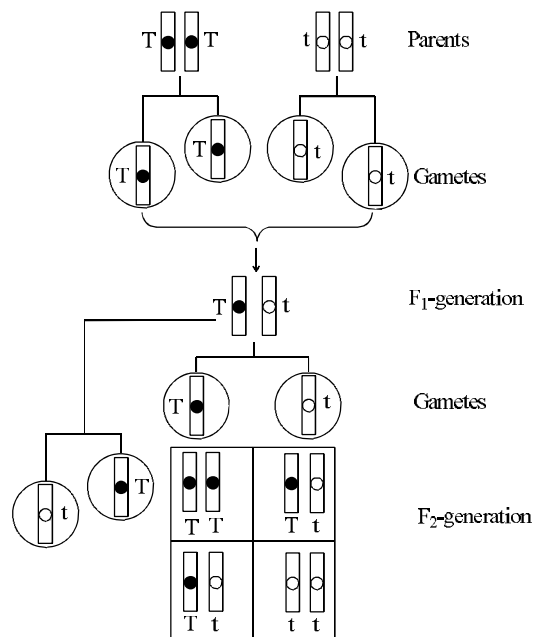 T T t t Parents
T T t t Gametes
T t F₁-generation
T t Gametes
t T
T T T t F₂-generation
T t t t